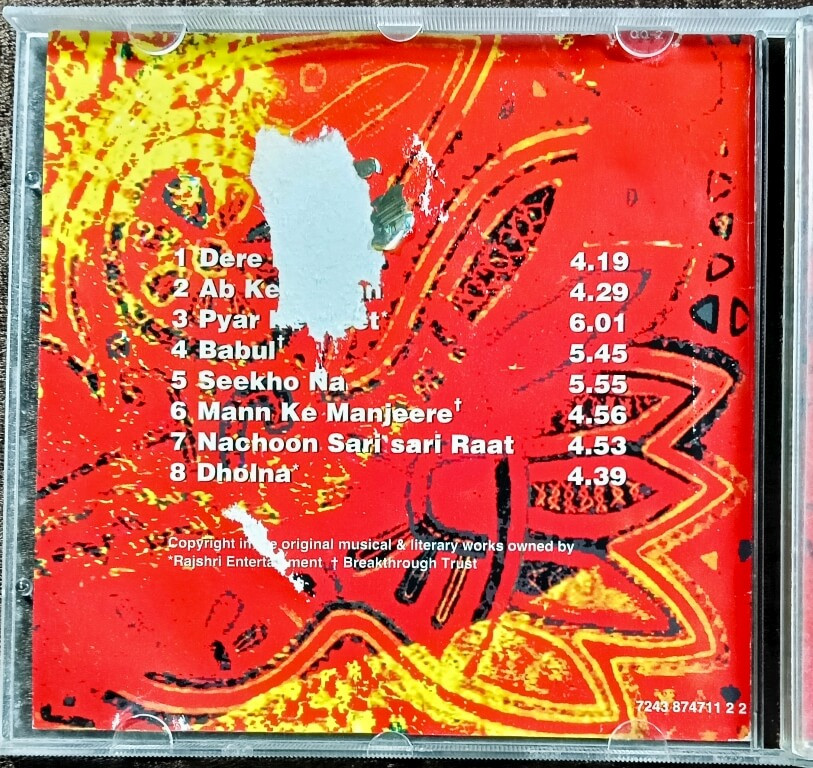 1 Dere 4.19
2 Ab Ke 4.29
3 Pyar 6.01
4 Babul† 5.45
5 Seekho Na 5.55
6 Mann Ke Manjeere† 4.56
7 Nachoon Sari sari Raat 4.53
8 Dholna* 4.39
Copyright in original musical & literary works owned by
*Rajshri † Breakthrough Trust
7243 874711 2 2